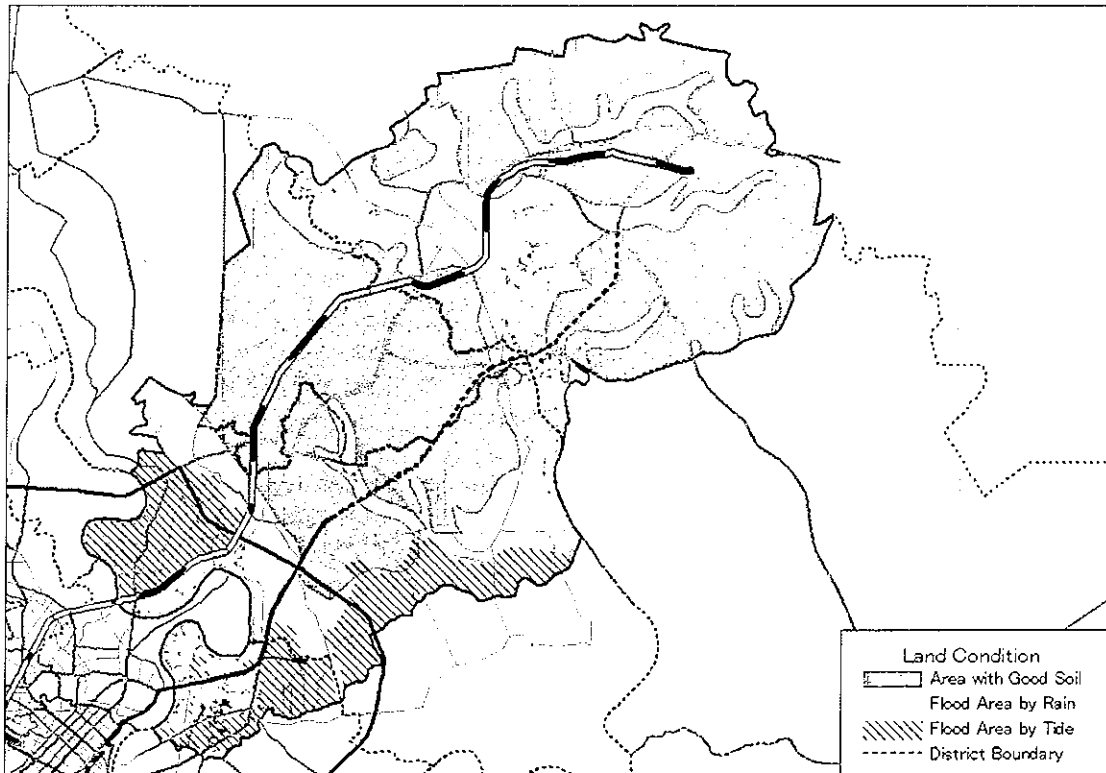 Land Condition
Area with Good Soil
Flood Area by Rain
Flood Area by Tide
District Boundary